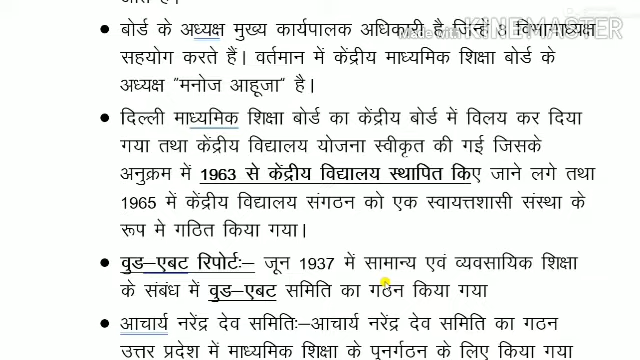 जाते हैं।
बोर्ड के अध्यक्ष मुख्य कार्यपालक अधिकारी है जिन्हें 8 विभागाध्यक्ष
Made with KINEMASTER
सहयोग करते हैं। वर्तमान में केंद्रीय माध्यमिक शिक्षा बोर्ड के
अध्यक्ष "मनोज आहूजा" है।
दिल्ली माध्यमिक शिक्षा बोर्ड का केंद्रीय बोर्ड में विलय कर दिया
गया तथा केंद्रीय विद्यालय योजना स्वीकृत की गई जिसके
अनुक्रम में 1963 से केंद्रीय विद्यालय स्थापित किए जाने लगे तथा
1965 में केंद्रीय विद्यालय संगठन को एक स्वायत्तशासी संस्था के
रूप मे गठित किया गया।
वुड-एबट रिपोर्टः- जून 1937 में सामान्य एवं व्यवसायिक शिक्षा
के संबंध में वुड-एबट समिति का गठन किया गया
आचार्य नरेंद्र देव समितिः-आचार्य नरेंद्र देव समिति का गठन
उत्तर प्रदेश में माध्यमिक शिक्षा के पुनर्गठन के लिए किया गया